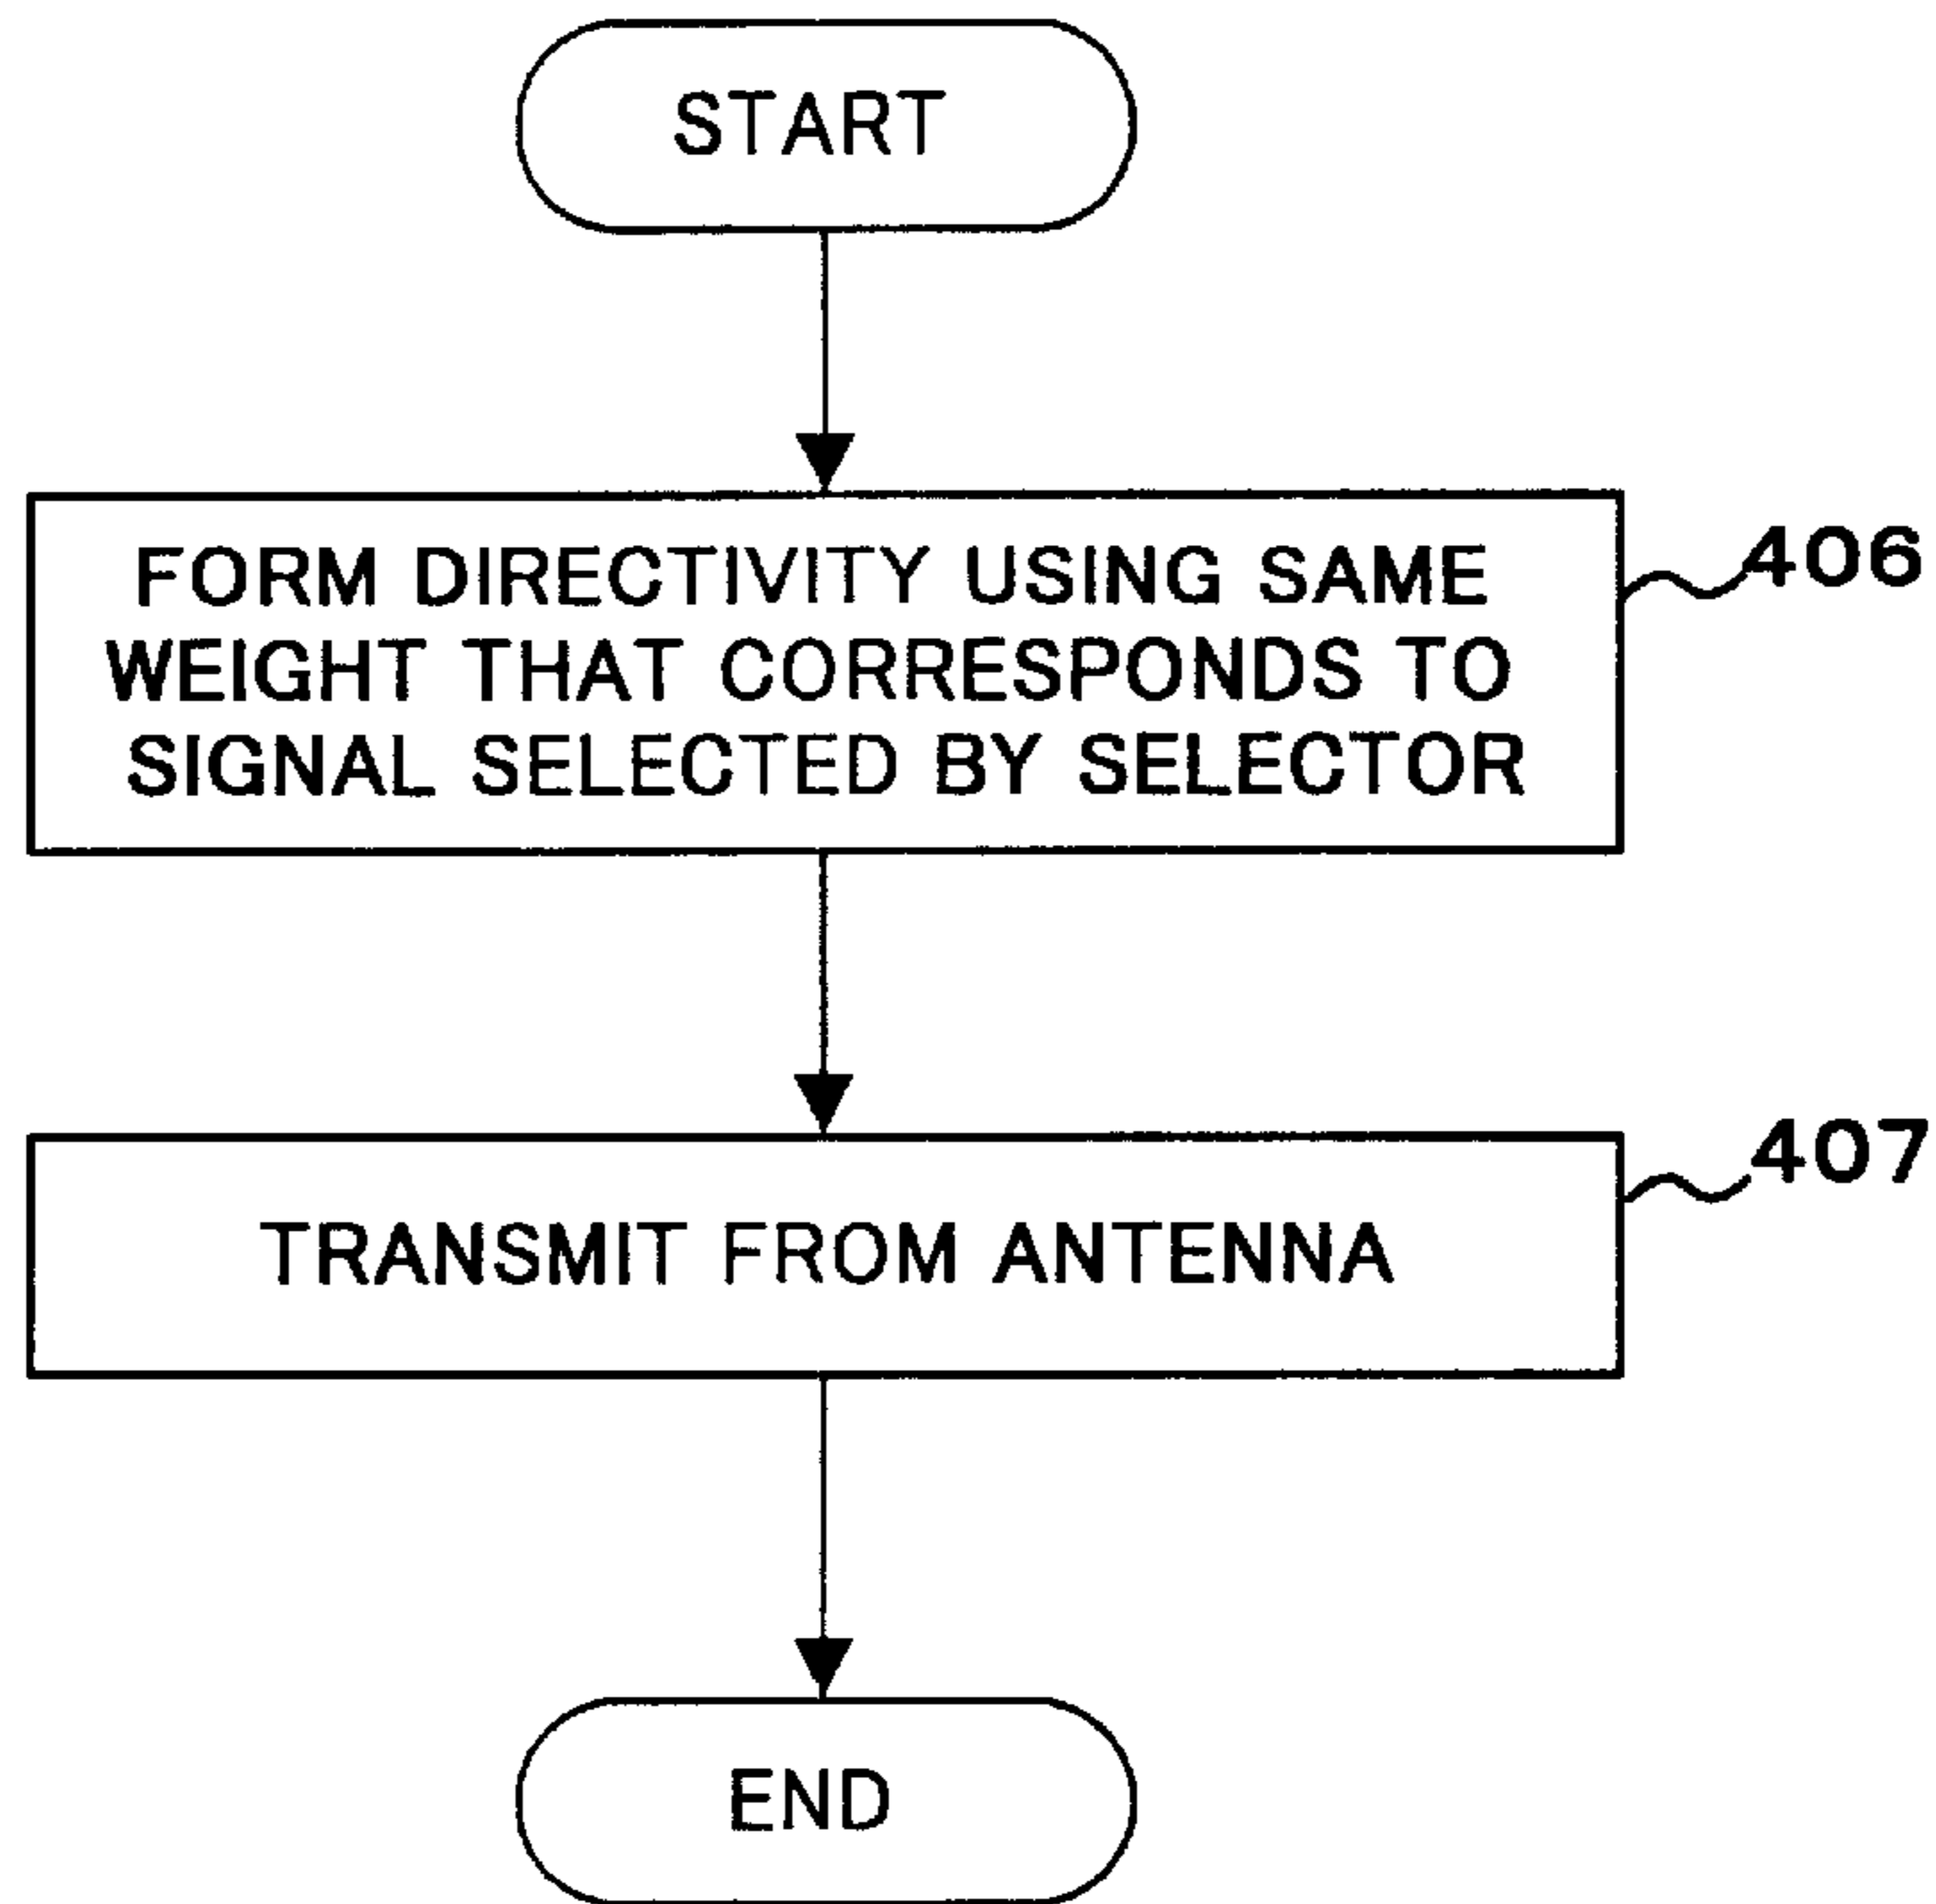 START
FORM DIRECTIVITY USING SAME
WEIGHT THAT CORRESPONDS TO
SIGNAL SELECTED BY SELECTOR
406
TRANSMIT FROM ANTENNA
407
END